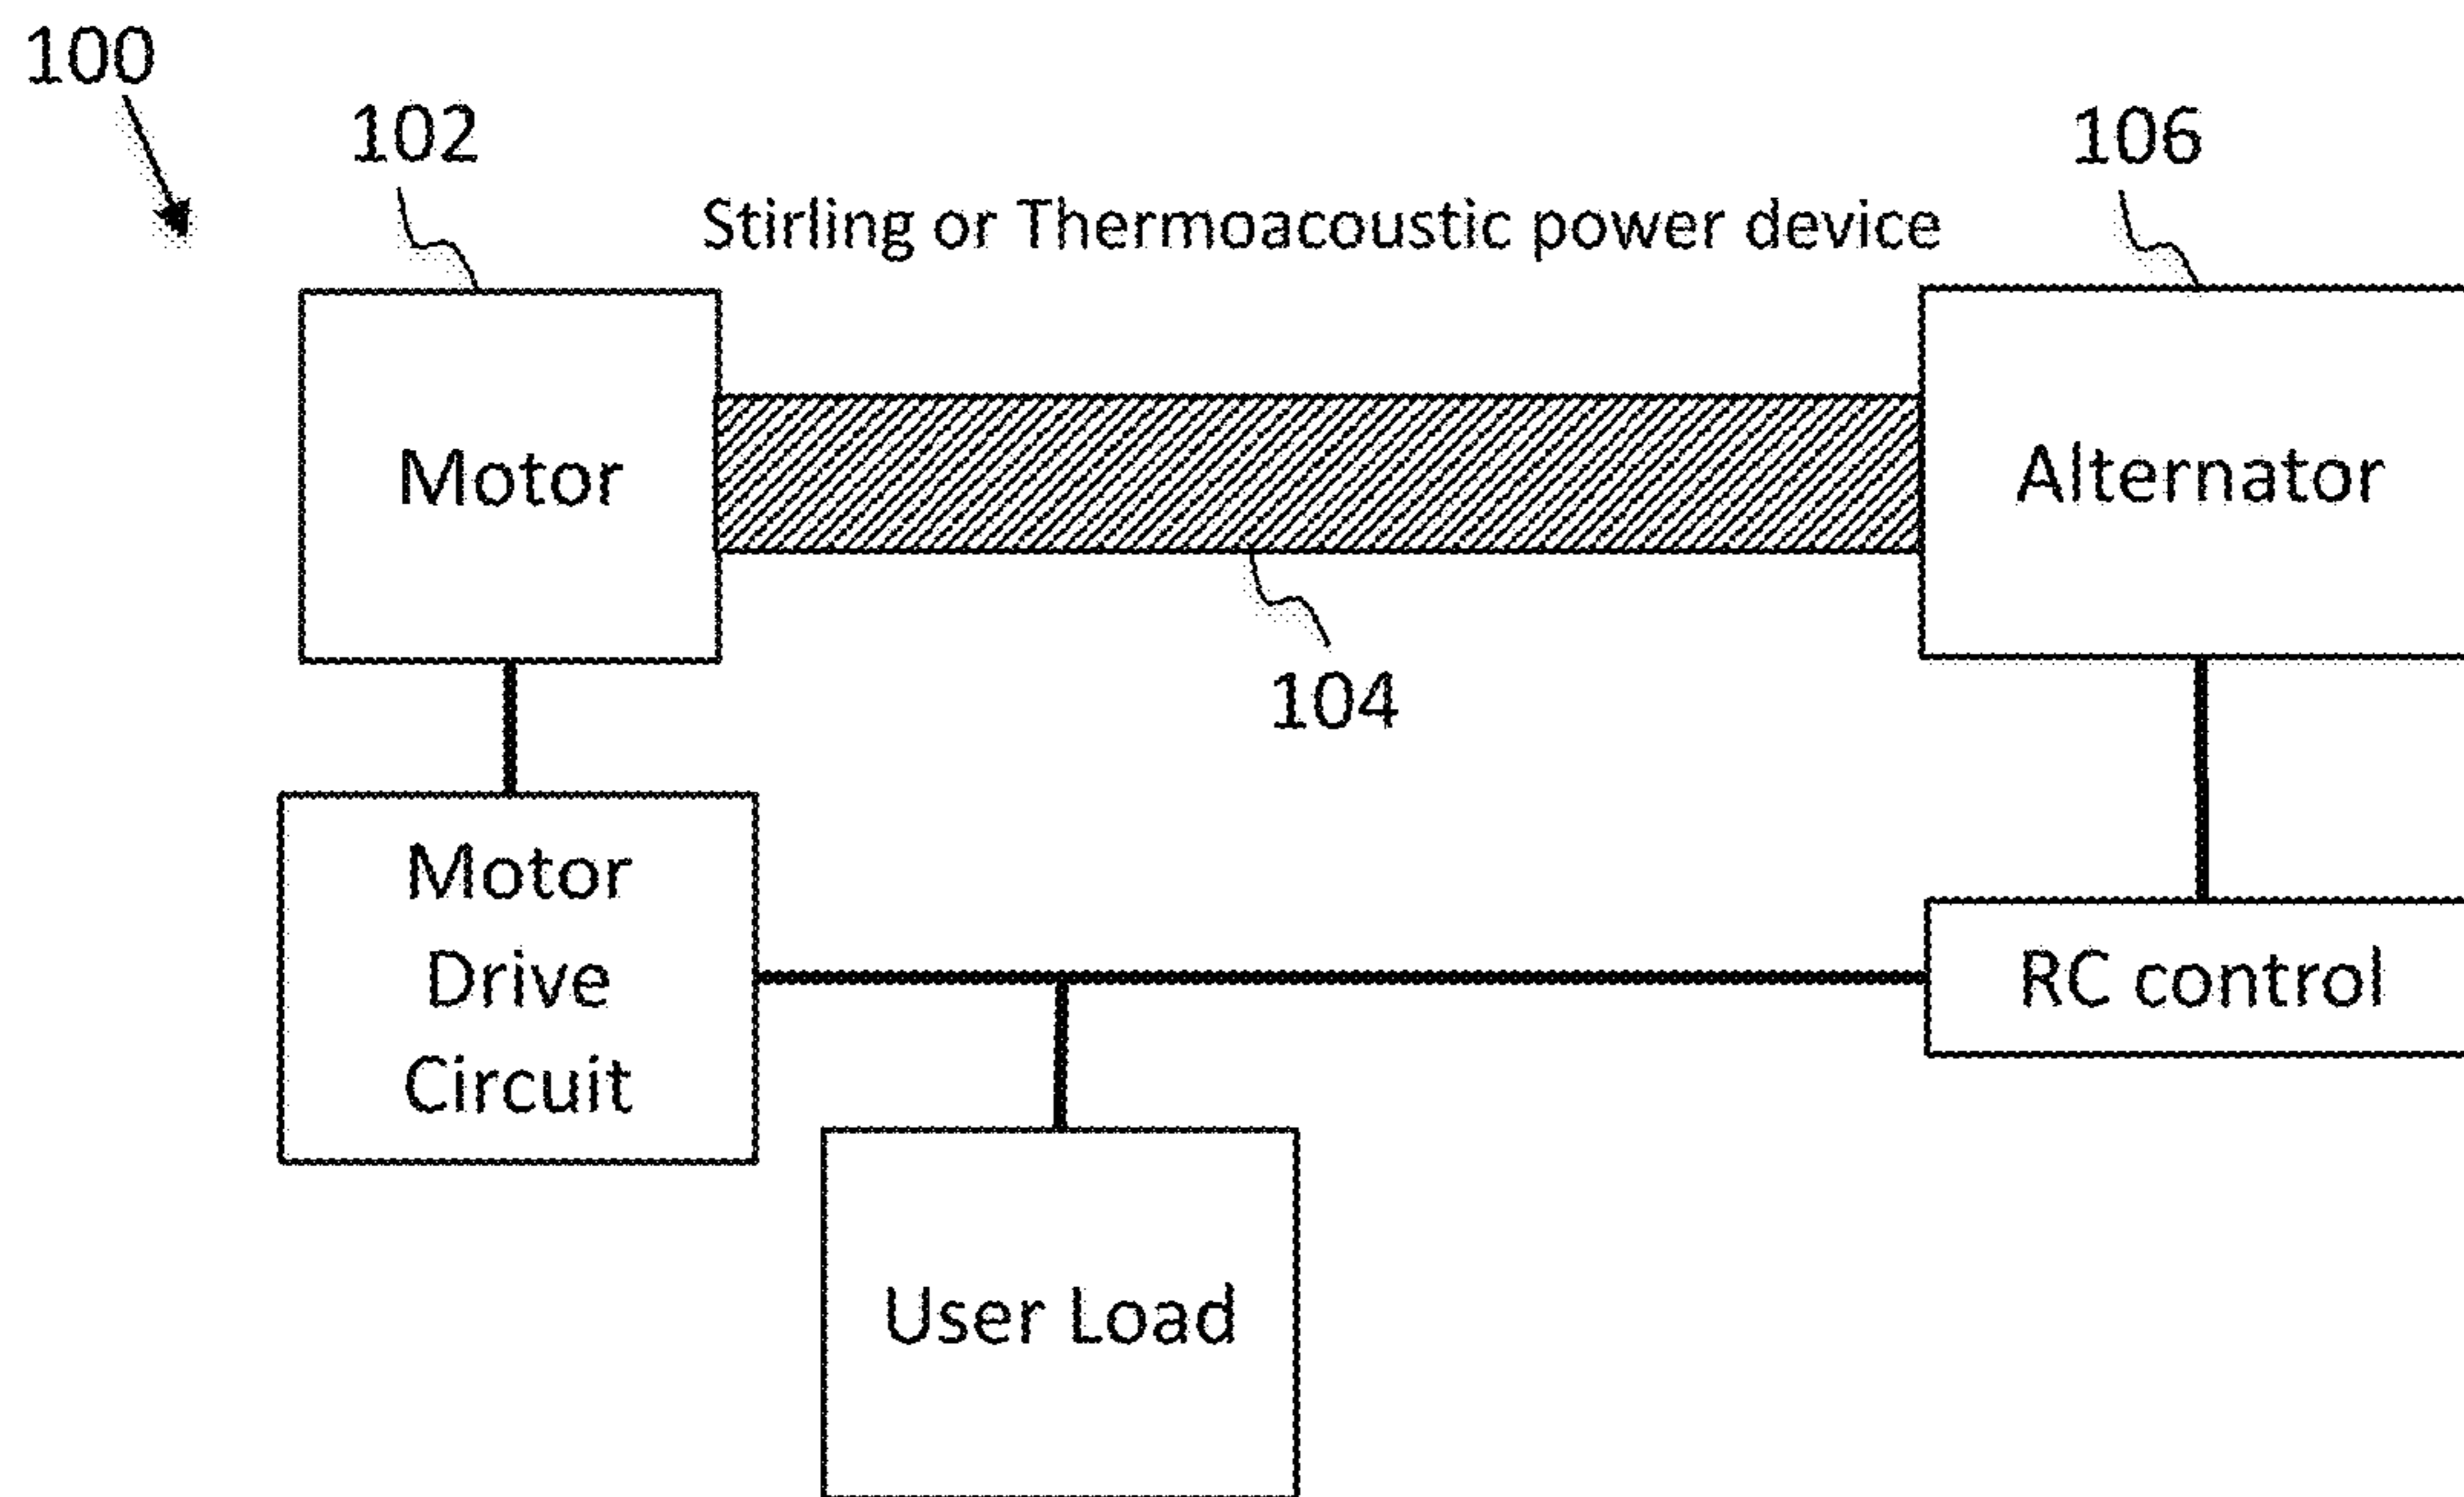 100
102
106
Stirling or Thermoacoustic power device
Motor
Alternator
104
Motor
Drive
Circuit
RC control
User Load